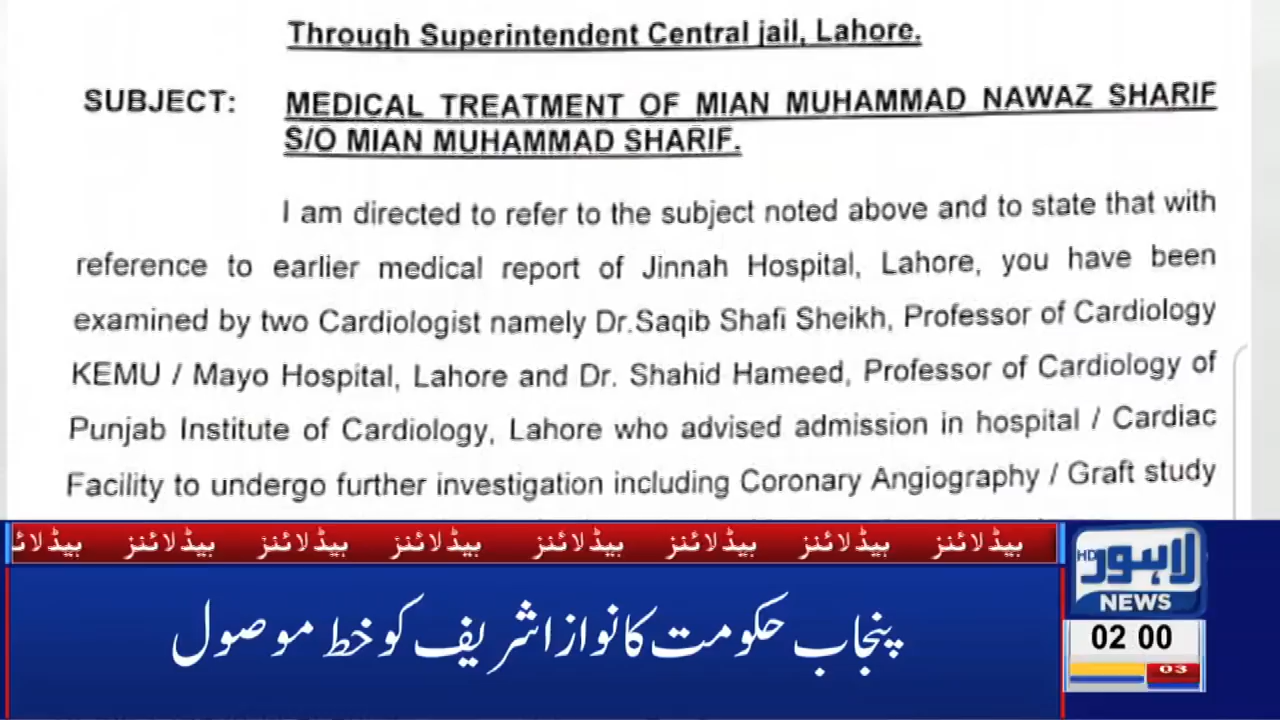 Through Superintendent Central jail, Lahore.
SUBJECT: MEDICAL TREATMENT OF MIAN MUHAMMAD NAWAZ SHARIF
S/O MIAN MUHAMMAD SHARIF.
I am directed to refer to the subject noted above and to state that with
reference to earlier medical report of Jinnah Hospital, Lahore, you have been
examined by two Cardiologist namely Dr.Saqib Shafi Sheikh, Professor of Cardiology
KEMU / Mayo Hospital, Lahore and Dr. Shahid Hameed, Professor of Cardiology of
Punjab Institute of Cardiology, Lahore who advised admission in hospital / Cardiac
Facility to undergo further investigation including Coronary Angiography / Graft study
ہیڈلائنز ہیڈلائنز ہیڈلائنز ہیڈلائنز ہیڈلائنز ہیڈلائنز ہیڈلائنز ہیڈلائنز
پنجاب حکومت کا نواز شریف کو خط موصول
HD
لاہور
NEWS
02 00
03